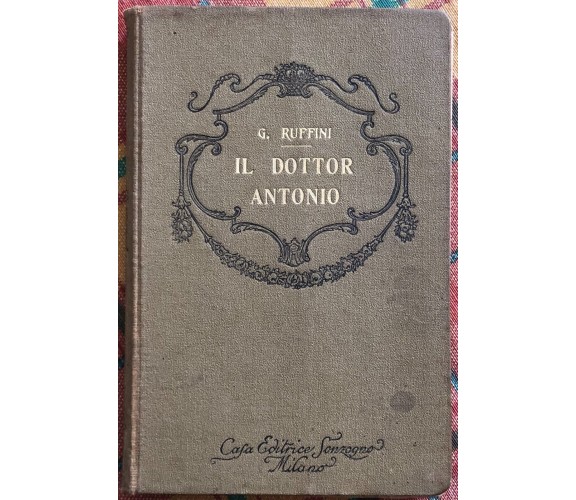 G. RUFFINI
IL DOTTOR
ANTONIO
Casa Editrice Sonzogno
Milano